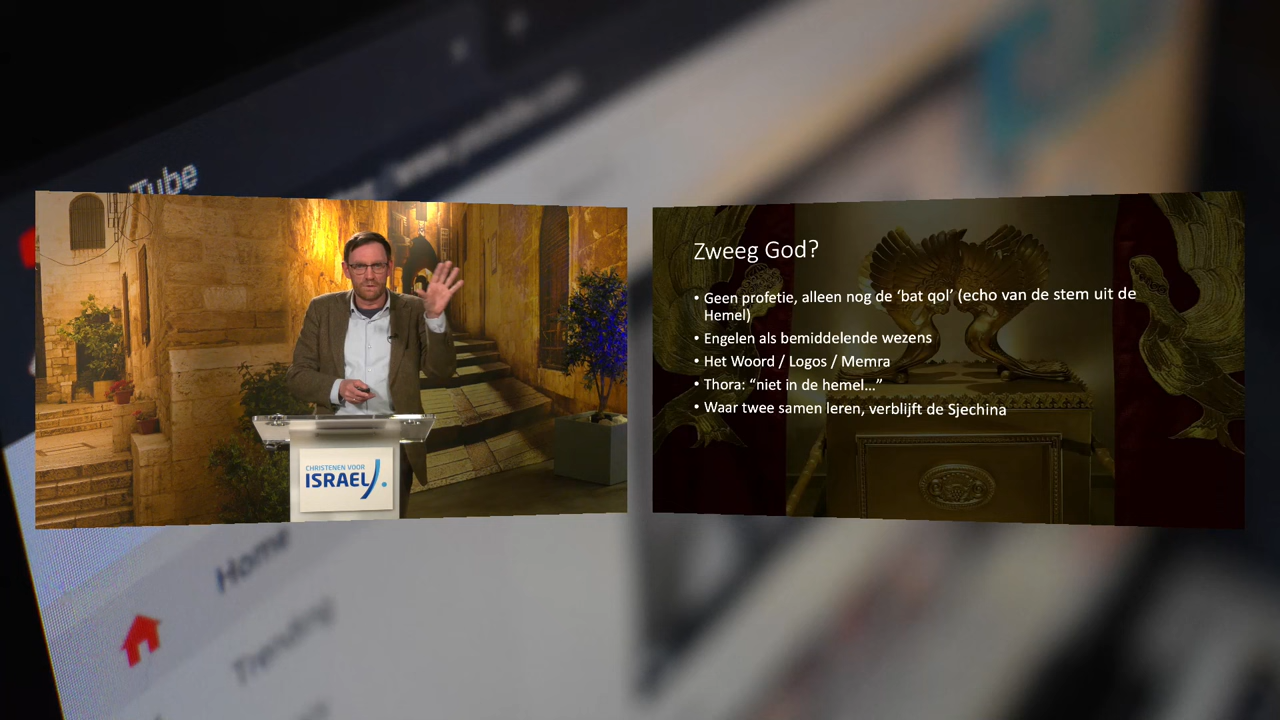 Tube
CHRISTENEN VOOR
ISRAEL
Zweeg God?
• Geen profetie, alleen nog de ‘bat qol’ (echo van de stem uit de
Hemel)
• Engelen als bemiddelende wezens
• Het Woord / Logos / Memra
• Thora: “niet in de hemel…”
• Waar twee samen leren, verblijft de Sjechina
Home
Trending